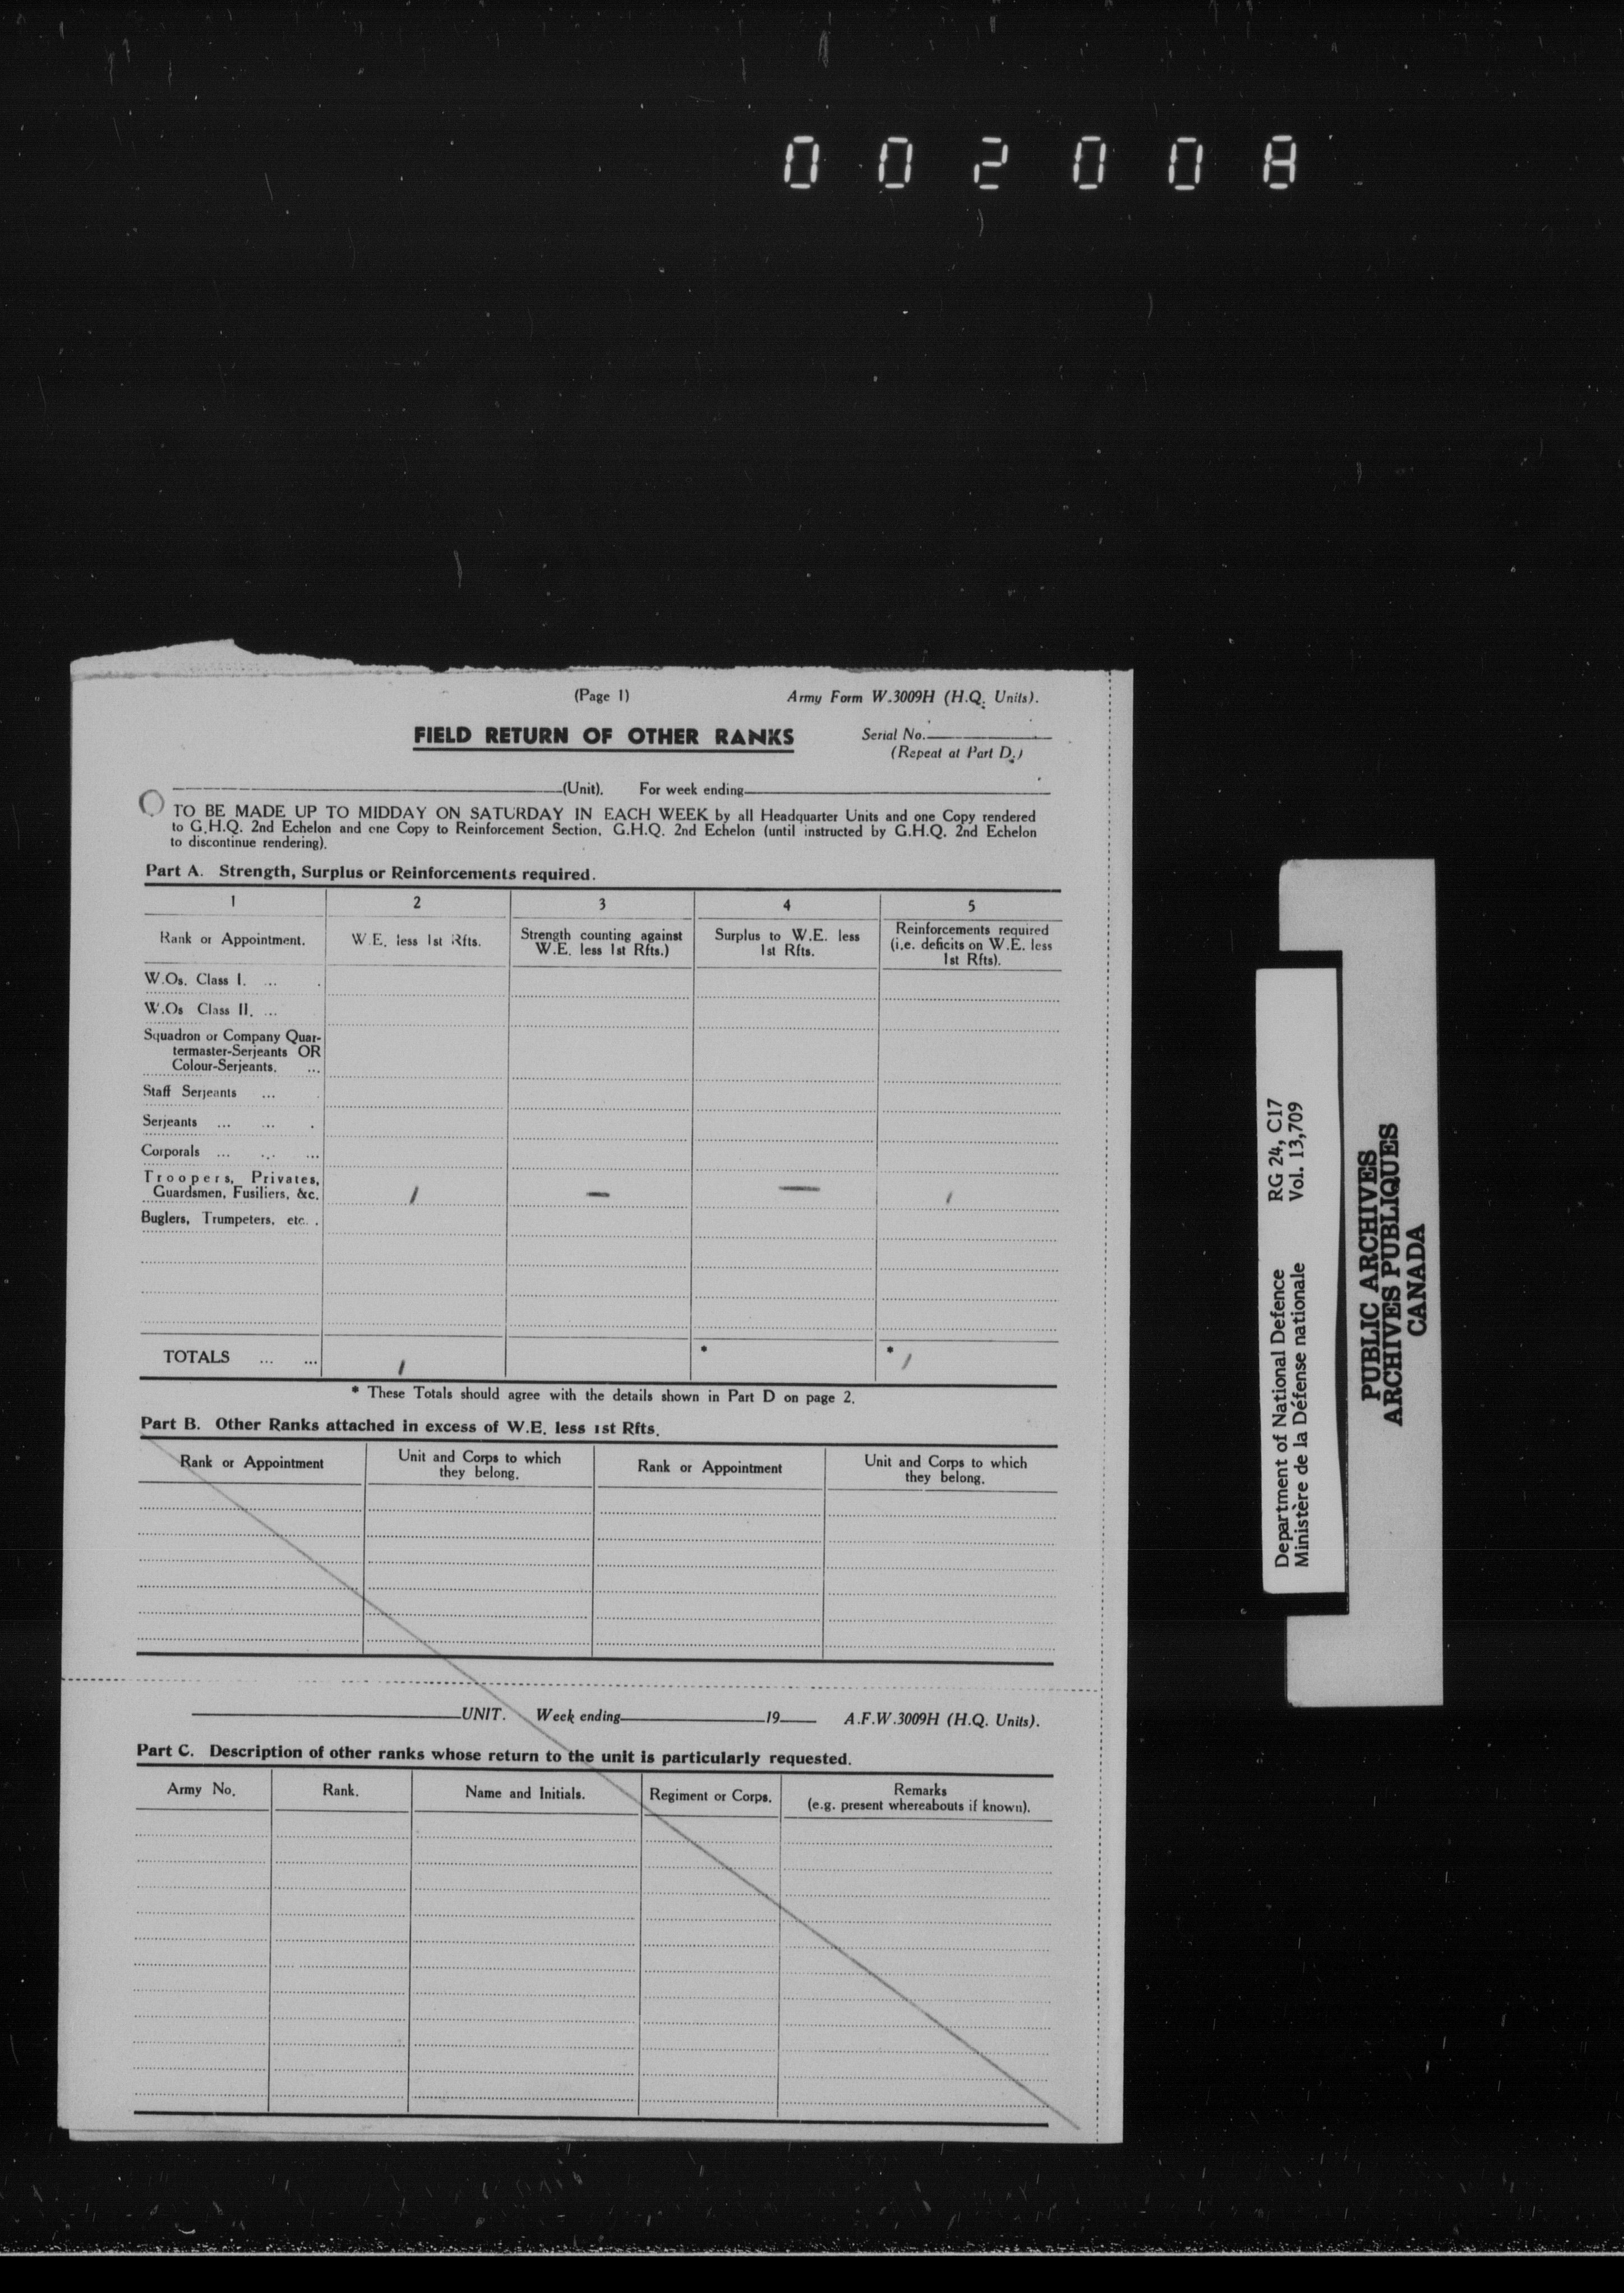 002008
(Page 1) Army Form W.3009H (H.Q. Units).
FIELD RETURN OF OTHER RANKS Serial No.
(Repeat at Part D.)
(Unit). For week ending
TO BE MADE UP TO MIDDAY ON SATURDAY IN EACH WEEK by all Headquarter Units and one Copy rendered
to G.H.Q. 2nd Echelon and one Copy to Reinforcement Section, G.H.Q. 2nd Echelon (until instructed by G.H.Q. 2nd Echelon
to discontinue rendering).
Part A. Strength, Surplus or Reinforcements required.
1 2 3 4 5
Rank or Appointment.
W.E. less 1st Rfts.
Strength counting against
W.E. less 1st Rfts.)
Surplus to W.E. less
1st Rfts.
Reinforcements required
(i.e. deficits on W.E. less
1st Rfts).
W.Os. Class I. ... .
W.Os Class II. ...
Squadron or Company Quar-
termaster-Serjeants OR
Colour-Serjeants. ...
Staff Serjeants ... .
Serjeants ... ... .
Corporals ... ... ...
Troopers, Privates,
Guardsmen, Fusiliers, &c. 1 — — 1
Buglers, Trumpeters, etc. .
TOTALS ... ... 1 * * 1
* These Totals should agree with the details shown in Part D on page 2.
Part B. Other Ranks attached in excess of W.E. less 1st Rfts.
Rank or Appointment
Unit and Corps to which
they belong.
Rank or Appointment
Unit and Corps to which
they belong.
UNIT. Week ending 19 A.F.W.3009H (H.Q. Units).
Part C. Description of other ranks whose return to the unit is particularly requested.
Army No. Rank. Name and Initials. Regiment or Corps. Remarks
(e.g. present whereabouts if known).
Department of National Defence RG 24, C17
Ministère de la Défense nationale Vol. 13,709
PUBLIC ARCHIVES
ARCHIVES PUBLIQUES
CANADA